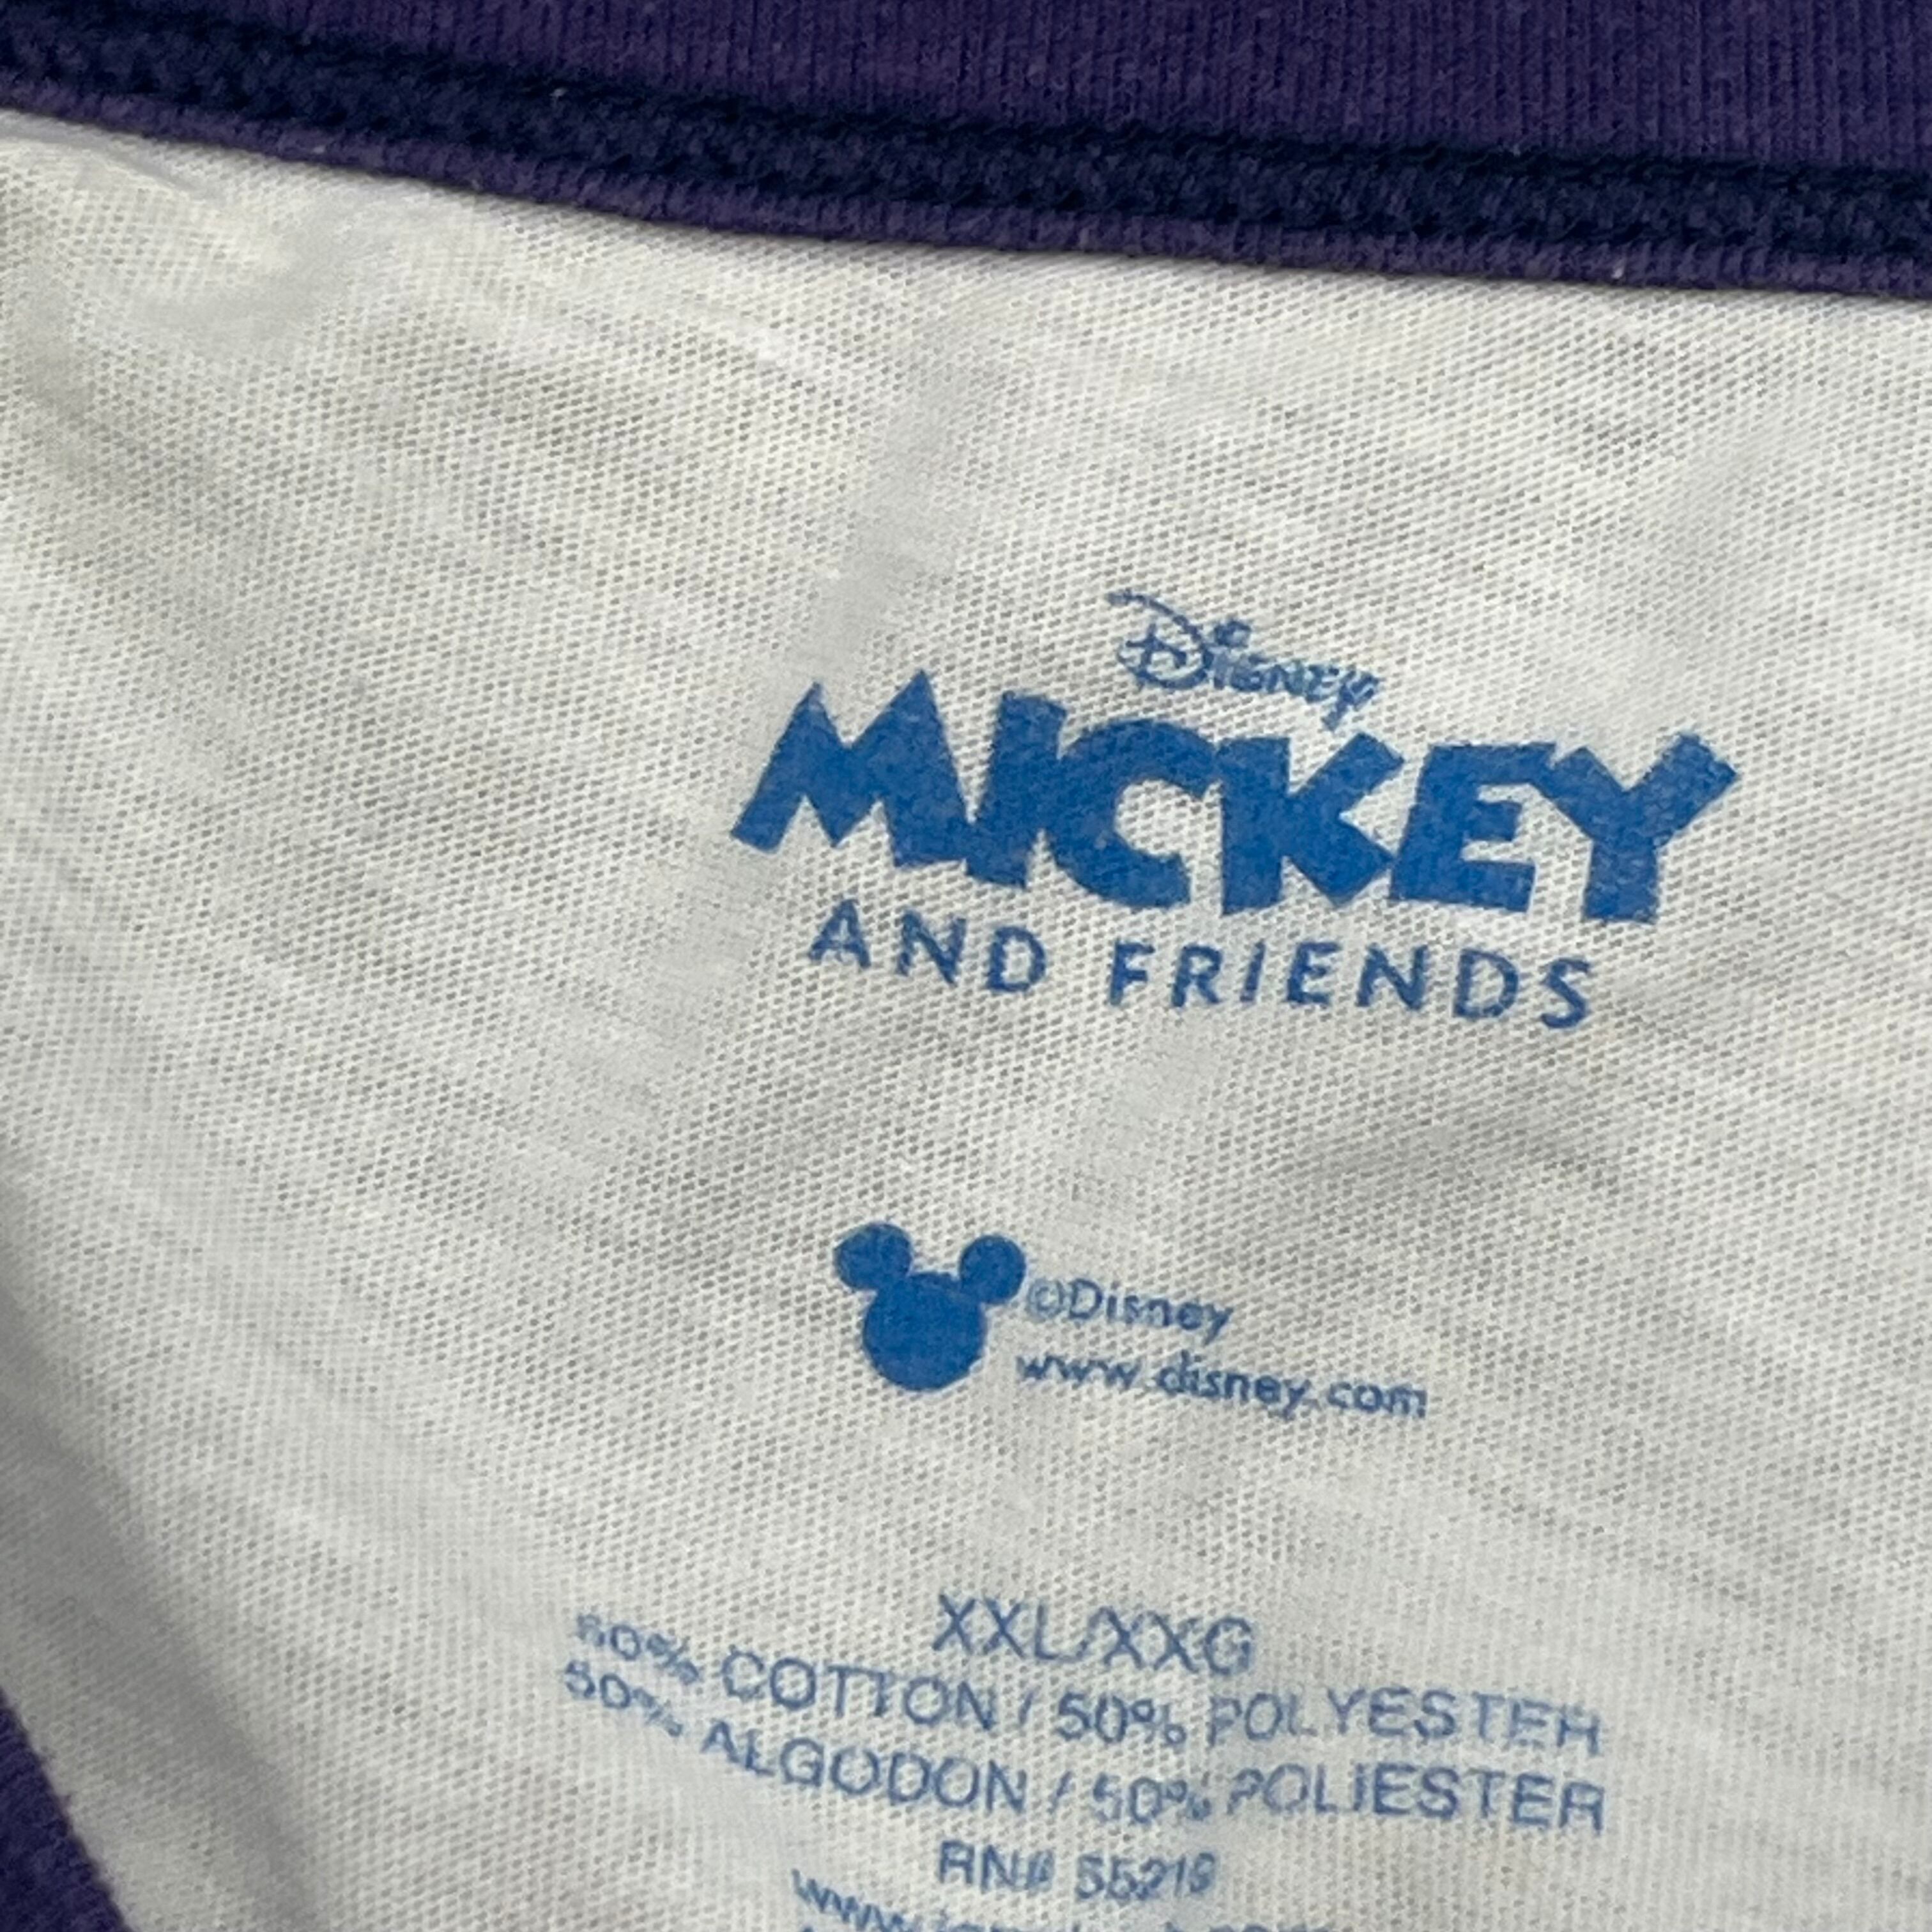 Disney
MICKEY
AND FRIENDS
©Disney
www.disney.com
XXL/XXG
50% COTTON / 50% POLYESTER
50% ALGODON / 50% POLIESTER
RN# 55219